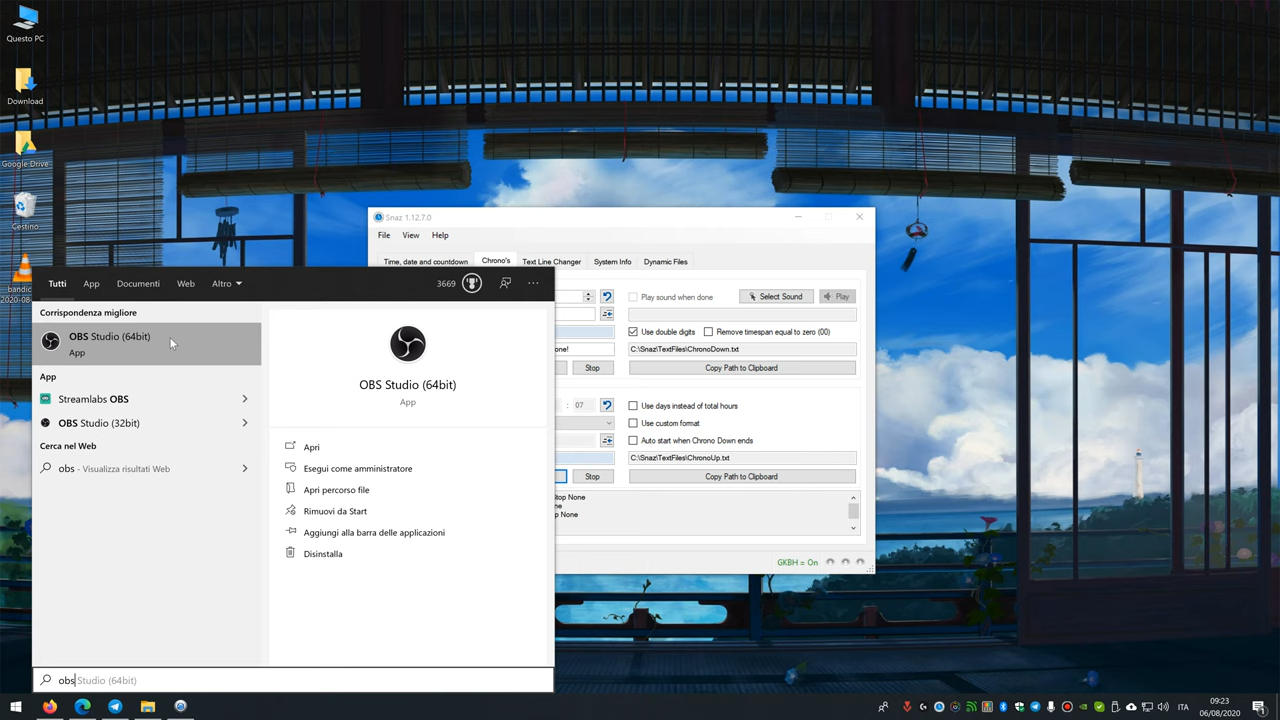 Questo PC
Download
Google Drive
Cestino
bandic
2020-08-
Snaz 1.12.7.0
File View Help
Time, date and countdown Chrono's Text Line Changer System Info Dynamic Files
Play sound when done Select Sound Play
Use double digits Remove timespan equal to zero (00)
one! C:\Snaz\TextFiles\ChronoDown.txt
Stop Copy Path to Clipboard
: 07 Use days instead of total hours
Use custom format
Auto start when Chrono Down ends
C:\Snaz\TextFiles\ChronoUp.txt
Stop Copy Path to Clipboard
top None
ne
p None
GKBH = On
Tutti App Documenti Web Altro 3669
Corrispondenza migliore
OBS Studio (64bit)
App
App
Streamlabs OBS
OBS Studio (32bit)
Cerca nel Web
obs - Visualizza risultati Web
OBS Studio (64bit)
App
Apri
Esegui come amministratore
Apri percorso file
Rimuovi da Start
Aggiungi alla barra delle applicazioni
Disinstalla
obs Studio (64bit)
ITA
09:23
06/08/2020
1